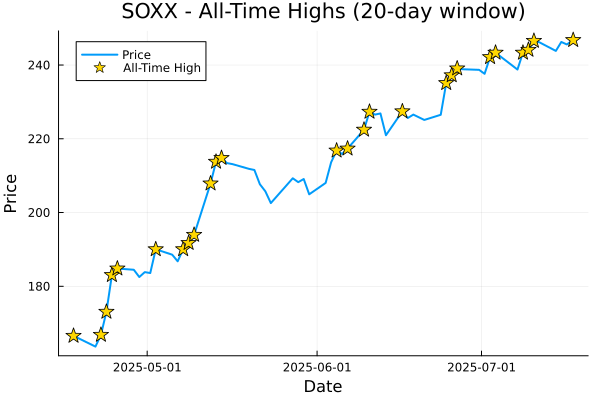 SOXX - All-Time Highs (20-day window)
Price
All-Time High
240
220
200
180
Price
2025-05-01
2025-06-01
2025-07-01
Date